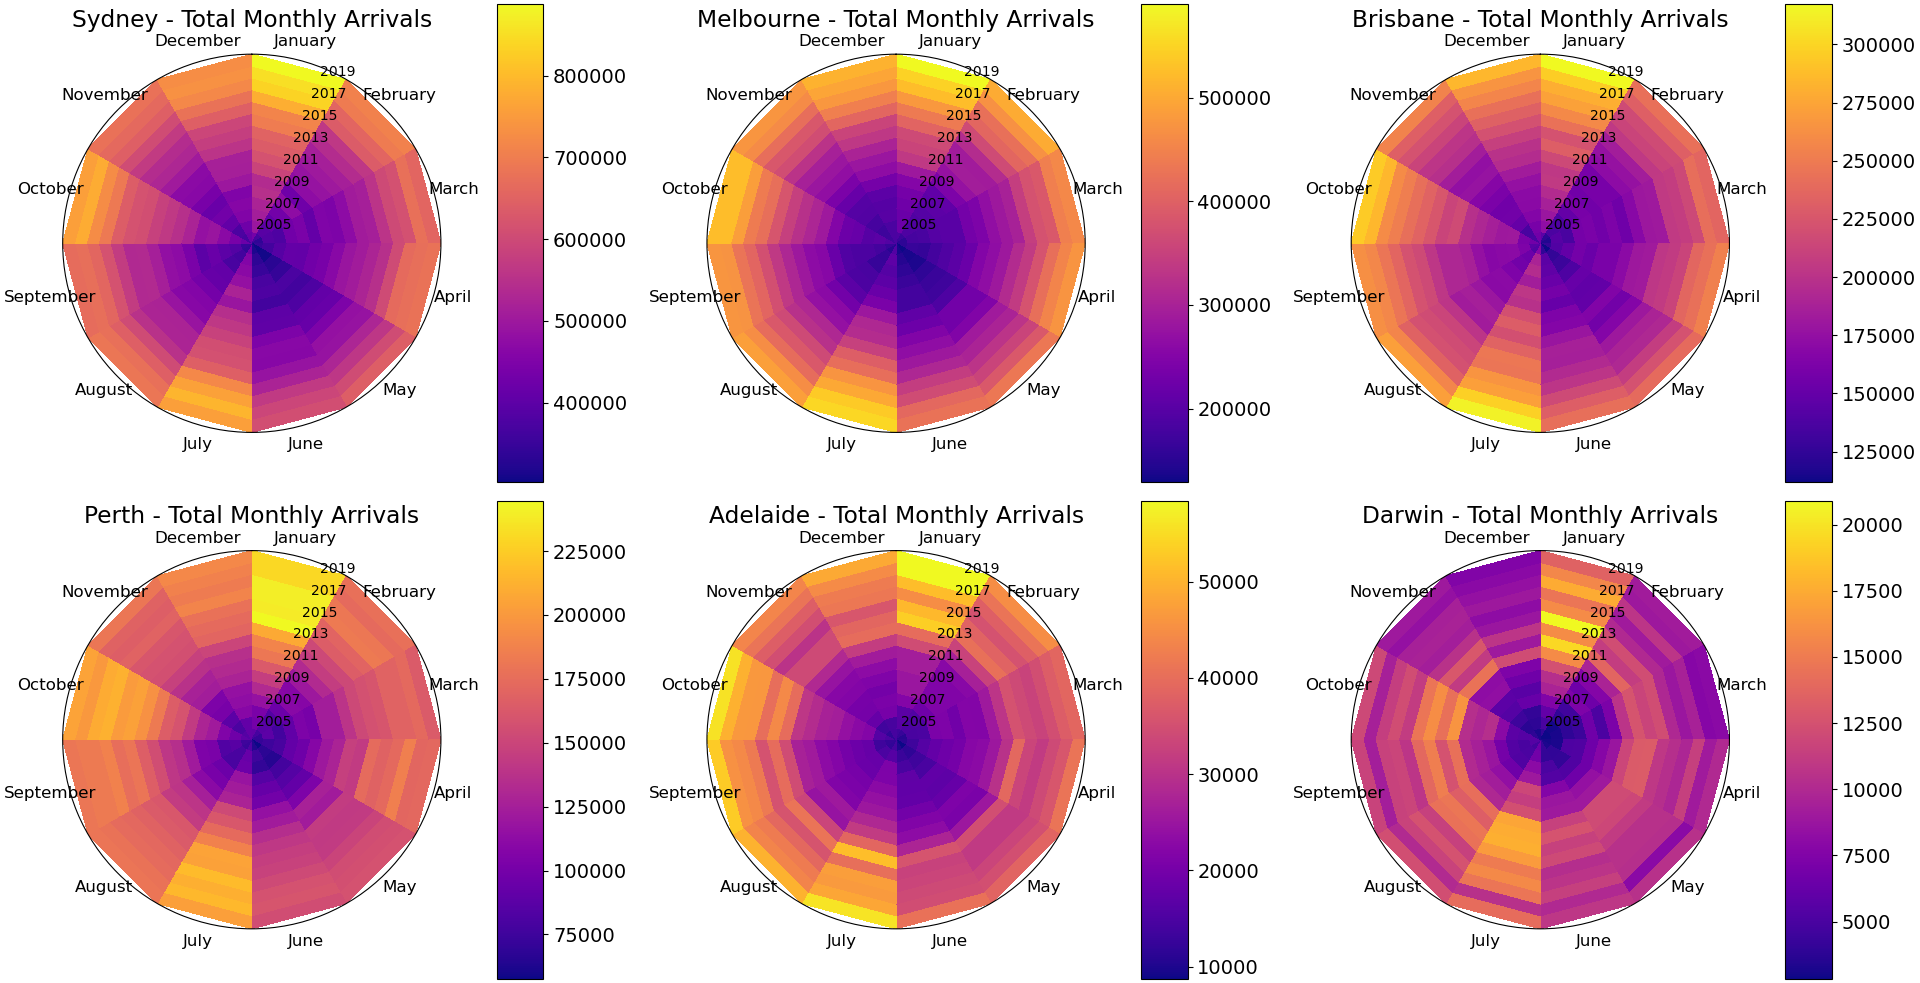 Sydney - Total Monthly Arrivals
December
January
November
February
October
March
September
April
August
May
July
June
2019
2017
2015
2013
2011
2009
2007
2005
800000
700000
600000
500000
400000
Melbourne - Total Monthly Arrivals
December
January
November
February
October
March
September
April
August
May
July
June
2019
2017
2015
2013
2011
2009
2007
2005
500000
400000
300000
200000
Brisbane - Total Monthly Arrivals
December
January
November
February
October
March
September
April
August
May
July
June
2019
2017
2015
2013
2011
2009
2007
2005
300000
275000
250000
225000
200000
175000
150000
125000
Perth - Total Monthly Arrivals
December
January
November
February
October
March
September
April
August
May
July
June
2019
2017
2015
2013
2011
2009
2007
2005
225000
200000
175000
150000
125000
100000
75000
Adelaide - Total Monthly Arrivals
December
January
November
February
October
March
September
April
August
May
July
June
2019
2017
2015
2013
2011
2009
2007
2005
50000
40000
30000
20000
10000
Darwin - Total Monthly Arrivals
December
January
November
February
October
March
September
April
August
May
July
June
2019
2017
2015
2013
2011
2009
2007
2005
20000
17500
15000
12500
10000
7500
5000